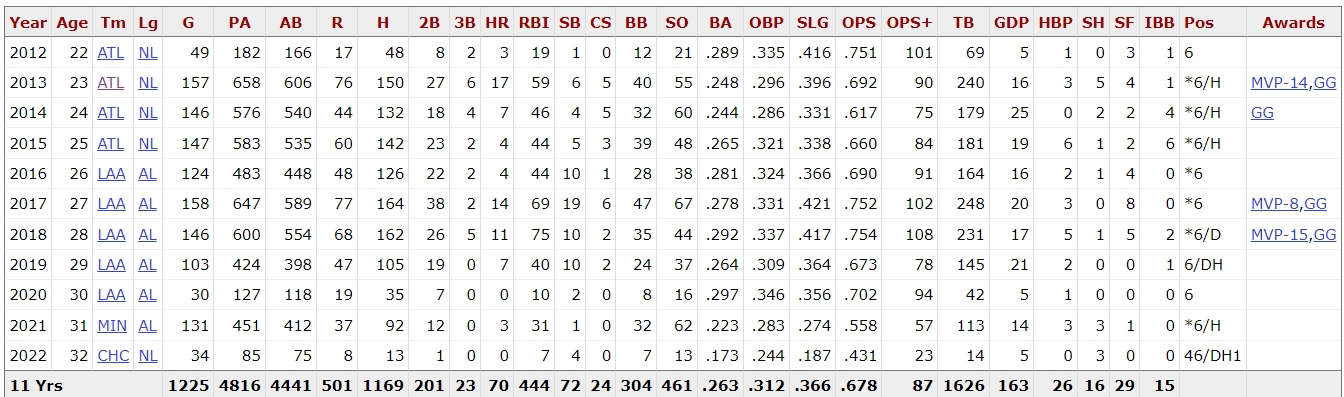 Year Age Tm Lg G PA AB R H 2B 3B HR RBI SB CS BB SO BA OBP SLG OPS OPS+ TB GDP HBP SH SF IBB Pos Awards
2012 22 ATL NL 49 182 166 17 48 8 2 3 19 1 0 12 21 .289 .335 .416 .751 101 69 5 1 0 3 1 6
2013 23 ATL NL 157 658 606 76 150 27 6 17 59 6 5 40 55 .248 .296 .396 .692 90 240 16 3 5 4 1 *6/H MVP-14,GG
2014 24 ATL NL 146 576 540 44 132 18 4 7 46 4 5 32 60 .244 .286 .331 .617 75 179 25 0 2 2 4 *6/H GG
2015 25 ATL NL 147 583 535 60 142 23 2 4 44 5 3 39 48 .265 .321 .338 .660 84 181 19 6 1 2 6 *6/H
2016 26 LAA AL 124 483 448 48 126 22 2 4 44 10 1 28 38 .281 .324 .366 .690 91 164 16 2 1 4 0 *6
2017 27 LAA AL 158 647 589 77 164 38 2 14 69 19 6 47 67 .278 .331 .421 .752 102 248 20 3 0 8 0 *6 MVP-8,GG
2018 28 LAA AL 146 600 554 68 162 26 5 11 75 10 2 35 44 .292 .337 .417 .754 108 231 17 5 1 5 2 *6/D MVP-15,GG
2019 29 LAA AL 103 424 398 47 105 19 0 7 40 10 2 24 37 .264 .309 .364 .673 78 145 21 2 0 0 1 6/DH
2020 30 LAA AL 30 127 118 19 35 7 0 0 10 2 0 8 16 .297 .346 .356 .702 94 42 5 1 0 0 0 6
2021 31 MIN AL 131 451 412 37 92 12 0 3 31 1 0 32 62 .223 .283 .274 .558 57 113 14 3 3 1 0 *6/H
2022 32 CHC NL 34 85 75 8 13 1 0 0 7 4 0 7 13 .173 .244 .187 .431 23 14 5 0 3 0 0 46/DH1
11 Yrs 1225 4816 4441 501 1169 201 23 70 444 72 24 304 461 .263 .312 .366 .678 87 1626 163 26 16 29 15